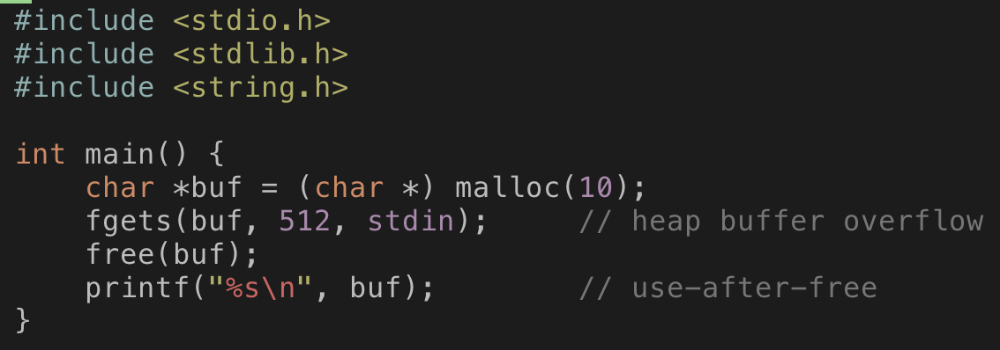 #include <stdio.h>
#include <stdlib.h>
#include <string.h>

int main() {
    char *buf = (char *) malloc(10);
    fgets(buf, 512, stdin);     // heap buffer overflow
    free(buf);
    printf("%s\n", buf);        // use-after-free
}